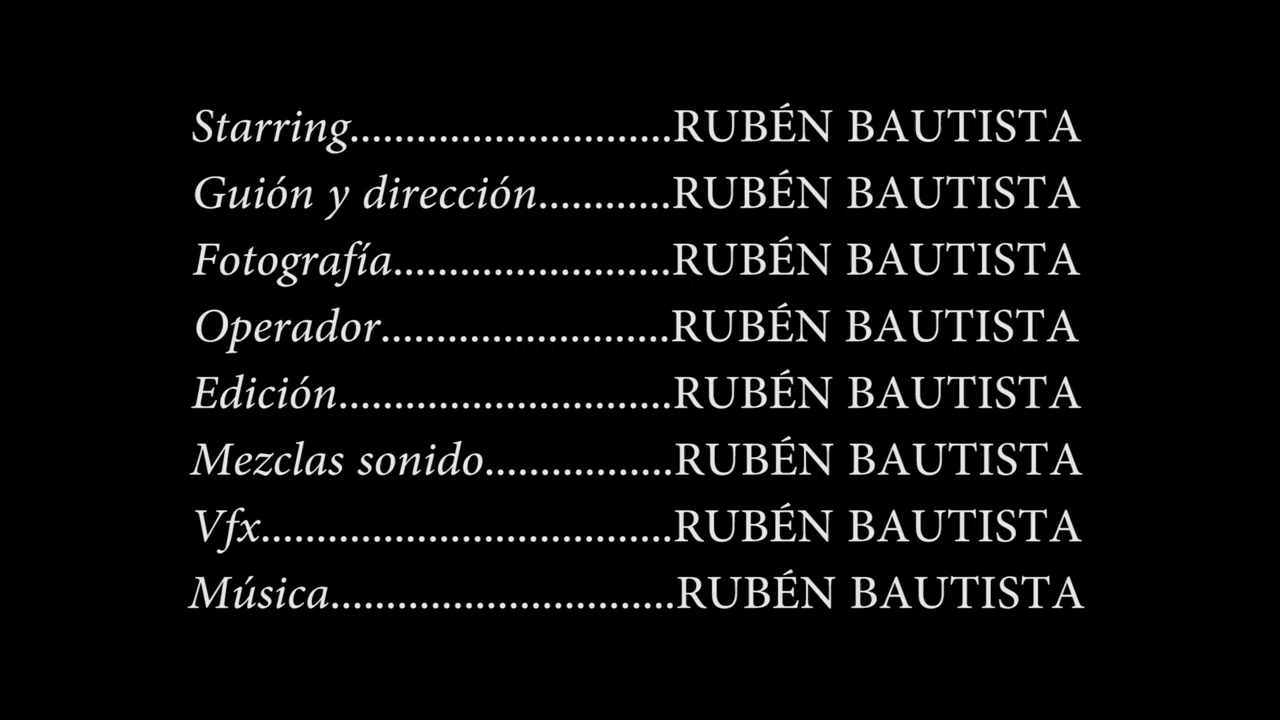 Starring.............................RUBÉN BAUTISTA
Guión y dirección............RUBÉN BAUTISTA
Fotografía.........................RUBÉN BAUTISTA
Operador..........................RUBÉN BAUTISTA
Edición..............................RUBÉN BAUTISTA
Mezclas sonido.................RUBÉN BAUTISTA
Vfx.....................................RUBÉN BAUTISTA
Música...............................RUBÉN BAUTISTA